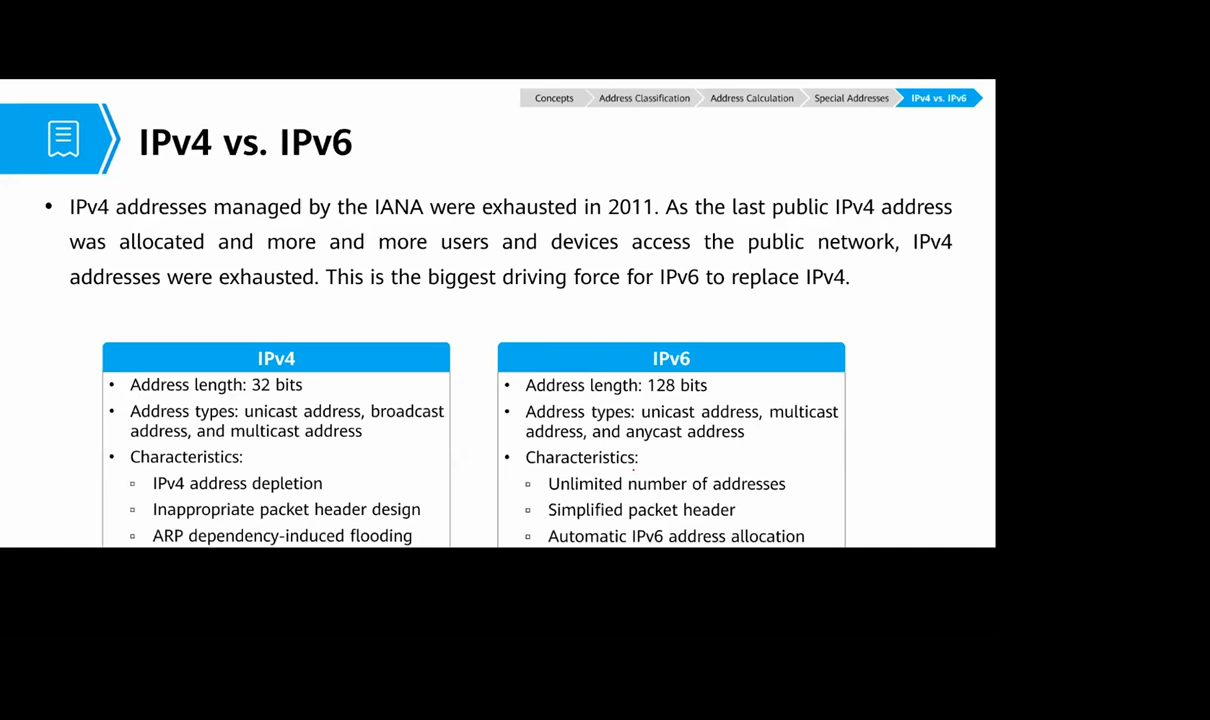 Concepts
Address Classification
Address Calculation
Special Addresses
IPv4 vs. IPv6
IPv4 vs. IPv6
• IPv4 addresses managed by the IANA were exhausted in 2011. As the last public IPv4 address
was allocated and more and more users and devices access the public network, IPv4
addresses were exhausted. This is the biggest driving force for IPv6 to replace IPv4.
IPv4
• Address length: 32 bits
• Address types: unicast address, broadcast
address, and multicast address
• Characteristics:
▫ IPv4 address depletion
▫ Inappropriate packet header design
▫ ARP dependency-induced flooding
IPv6
• Address length: 128 bits
• Address types: unicast address, multicast
address, and anycast address
• Characteristics:
▫ Unlimited number of addresses
▫ Simplified packet header
▫ Automatic IPv6 address allocation